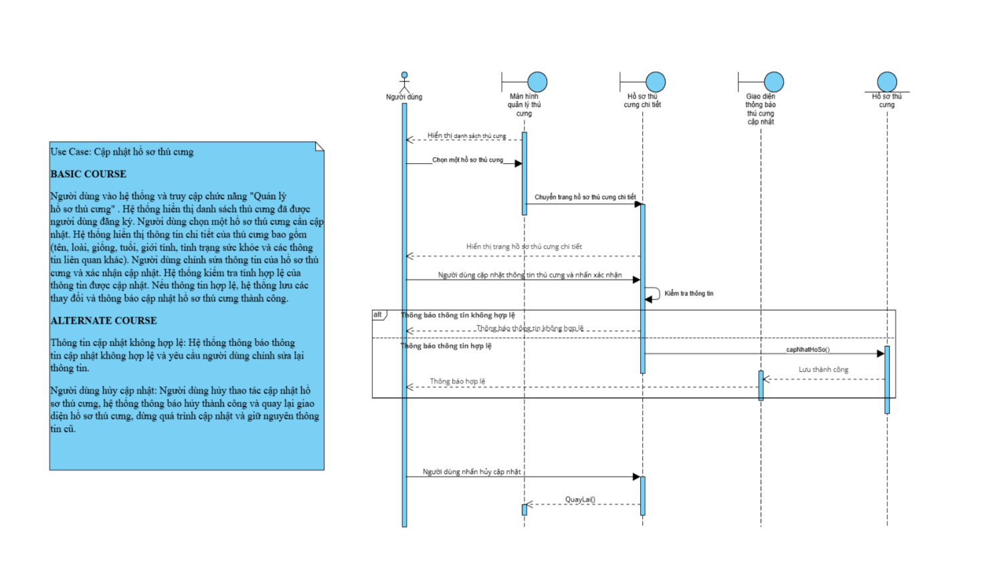 Use Case: Cập nhật hồ sơ thú cưng
BASIC COURSE
Người dùng vào hệ thống và truy cập chức năng "Quản lý
hồ sơ thú cưng" . Hệ thống hiển thị danh sách thú cưng đã được
người dùng đăng ký. Người dùng chọn một hồ sơ thú cưng cần cập
nhật. Hệ thống hiển thị thông tin chi tiết của thú cưng bao gồm
(tên, loài, giống, tuổi, giới tính, tình trạng sức khỏe và các thông
tin liên quan khác). Người dùng chỉnh sửa thông tin của hồ sơ thú
cưng và xác nhận cập nhật. Hệ thống kiểm tra tính hợp lệ của
thông tin được cập nhật. Nếu thông tin hợp lệ, hệ thống lưu các
thay đổi và thông báo cập nhật hồ sơ thú cưng thành công.
ALTERNATE COURSE
Thông tin cập nhật không hợp lệ: Hệ thống thông báo thông
tin cập nhật không hợp lệ và yêu cầu người dùng chỉnh sửa lại
thông tin.
Người dùng hủy cập nhật: Người dùng hủy thao tác cập nhật hồ
sơ thú cưng, hệ thống thông báo hủy thành công và quay lại giao
diện hồ sơ thú cưng, dừng quá trình cập nhật và giữ nguyên thông
tin cũ.
Người dùng
Màn hình
quản lý thú
cưng
Hồ sơ thú
cưng chi tiết
Giao diện
thông báo
thú cưng
cập nhật
Hồ sơ thú
cưng
Hiển thị danh sách thú cưng
Chọn một hồ sơ thú cưng
Chuyển trang hồ sơ thú cưng chi tiết
Hiển thị trang hồ sơ thú cưng chi tiết
Người dùng cập nhật thông tin thú cưng và nhấn xác nhận
Kiểm tra thông tin
alt
Thông báo thông tin không hợp lệ
Thông báo thông tin không hợp lệ
Thông báo thông tin hợp lệ
capNhatHoSo()
Lưu thành công
Thông báo hợp lệ
Người dùng nhấn hủy cập nhật
QuayLai()